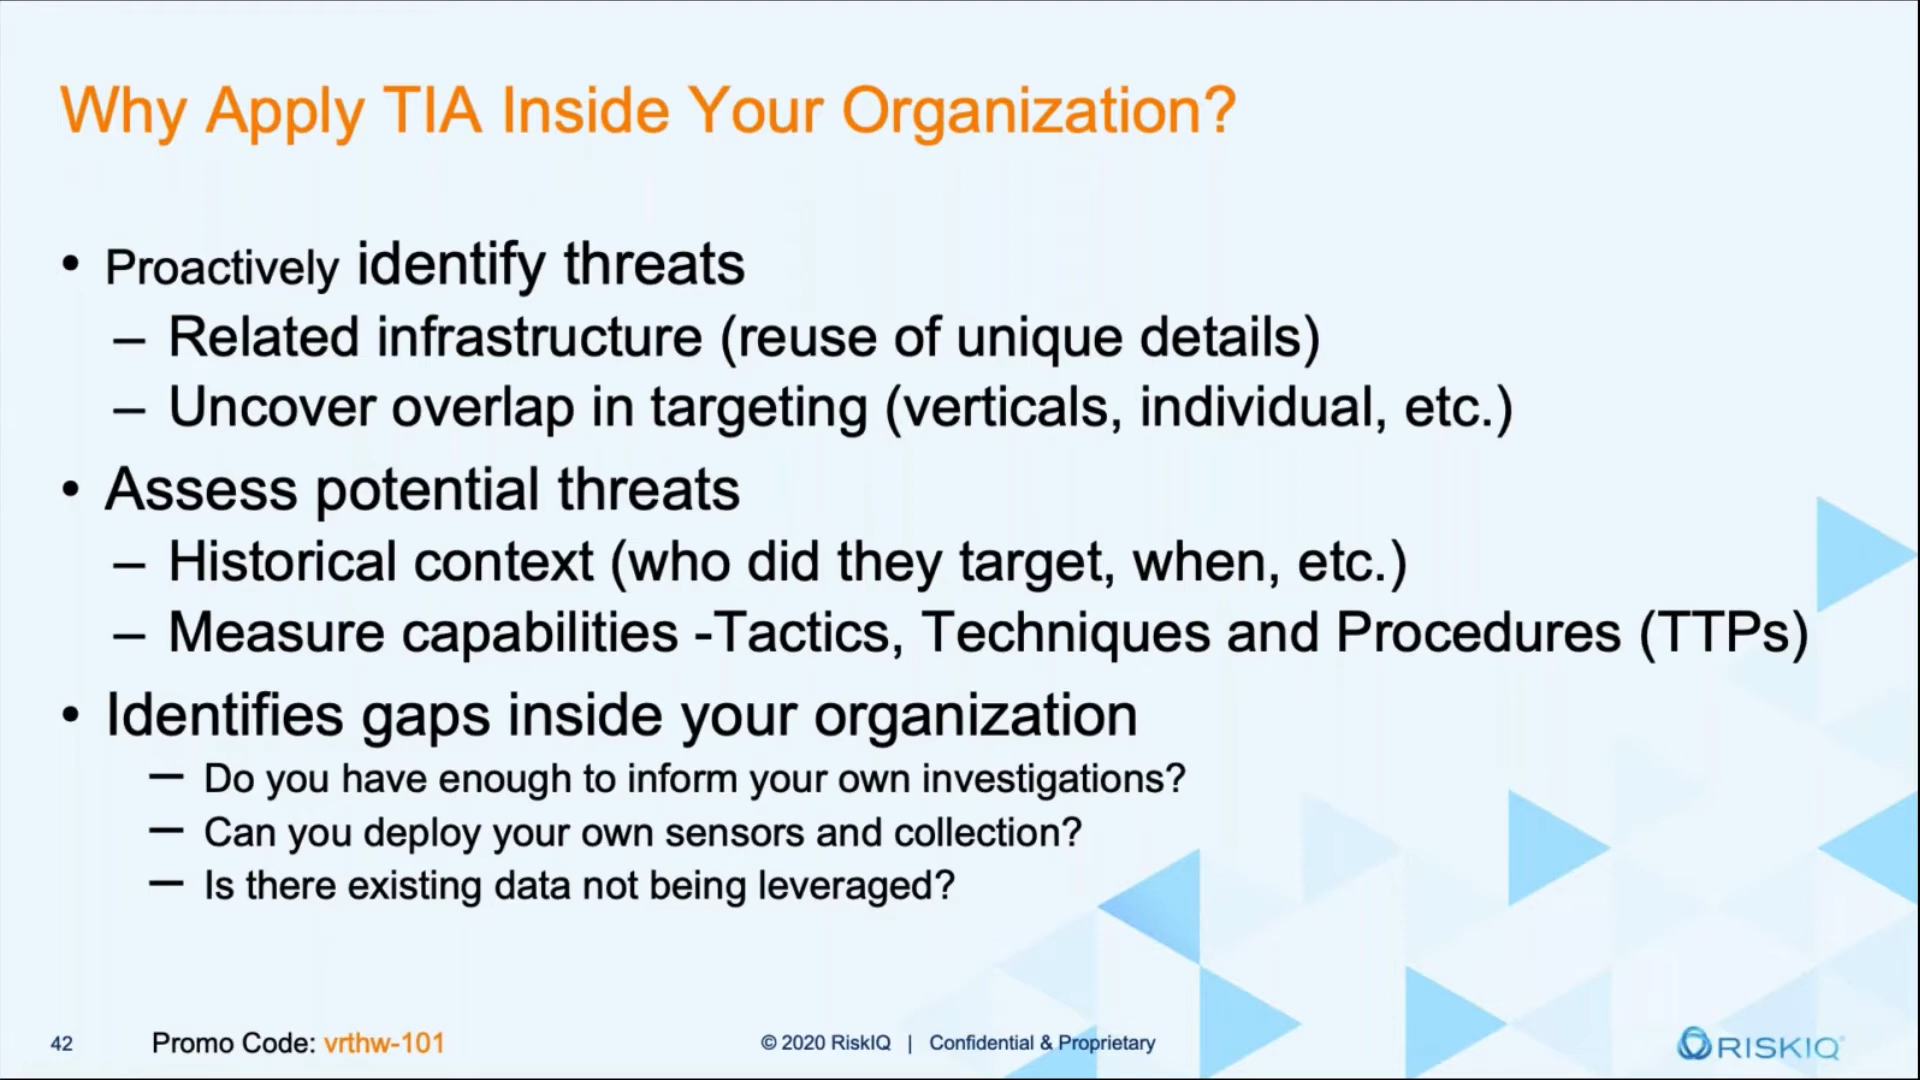 Why Apply TIA Inside Your Organization?
• Proactively identify threats
– Related infrastructure (reuse of unique details)
– Uncover overlap in targeting (verticals, individual, etc.)
• Assess potential threats
– Historical context (who did they target, when, etc.)
– Measure capabilities -Tactics, Techniques and Procedures (TTPs)
• Identifies gaps inside your organization
– Do you have enough to inform your own investigations?
– Can you deploy your own sensors and collection?
– Is there existing data not being leveraged?
42 Promo Code: vrthw-101 © 2020 RiskIQ | Confidential & Proprietary RISKIQ